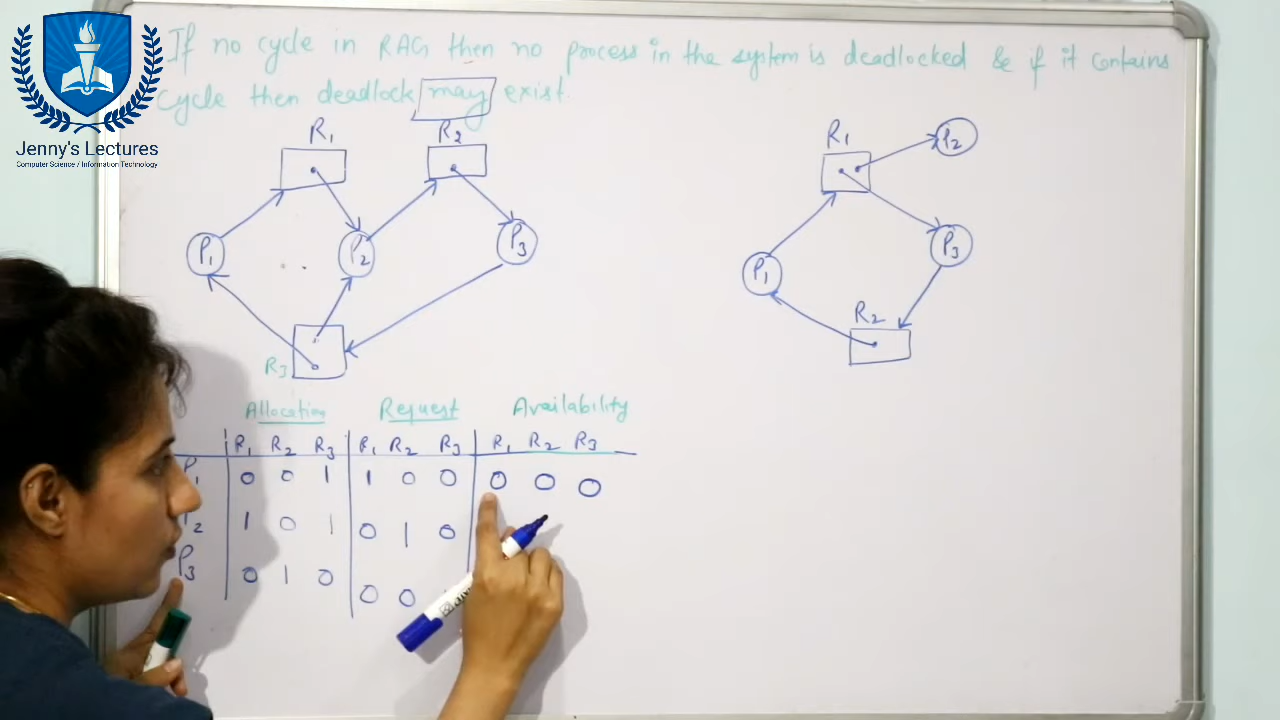 If no cycle in RAG then no process in the system is deadlocked & if it contains
cycle then deadlock may exist.
Jenny's Lectures
Computer Science / Information Technology
R1 R2
P1 P2 P3
R3
R1 P2
P1 P3
R2
Allocation Request Availability
R1 R2 R3 R1 R2 R3 R1 R2 R3
P1 0 0 1 1 0 0 0 0 0
P2 1 0 1 0 1 0
P3 0 1 0 0 0